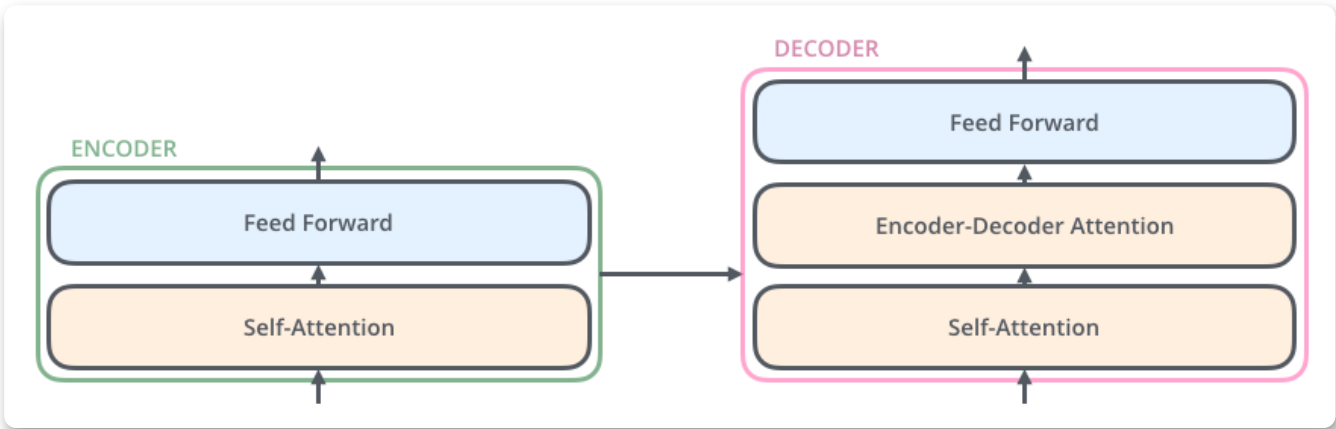 ENCODER
Feed Forward
Self-Attention
DECODER
Feed Forward
Encoder-Decoder Attention
Self-Attention